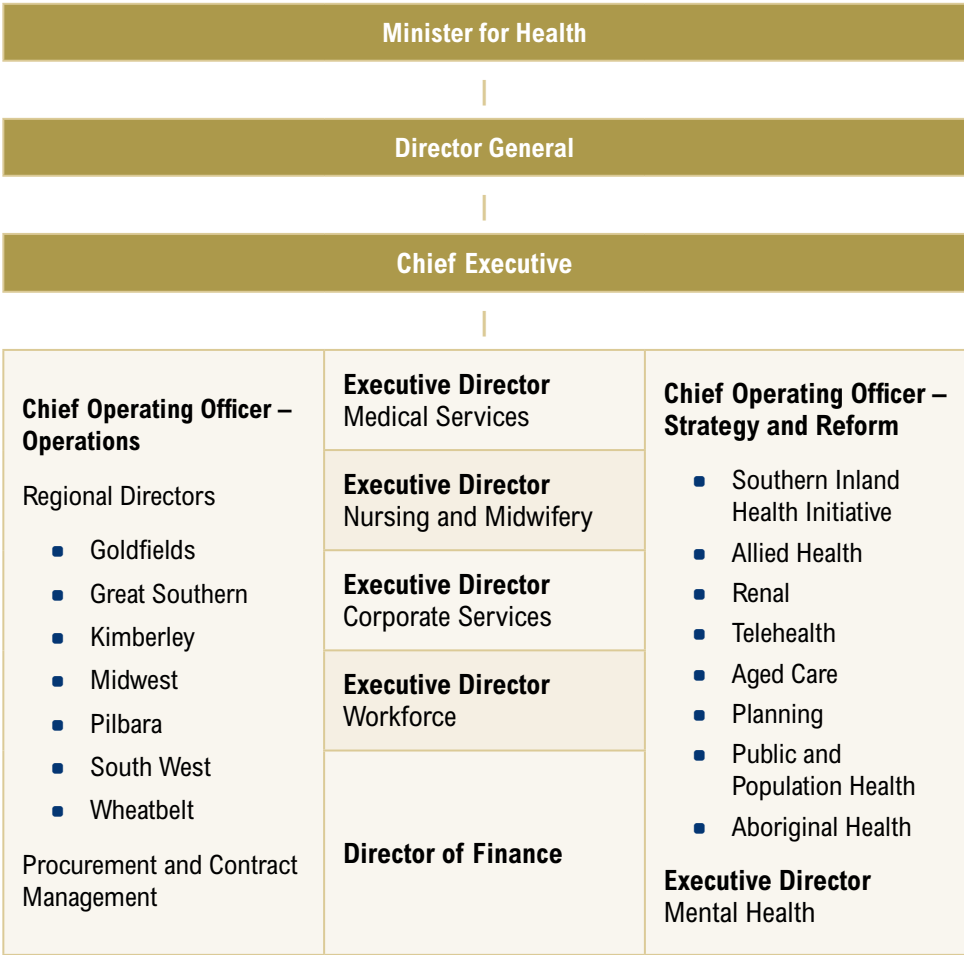 Minister for Health
Director General
Chief Executive
Chief Operating Officer –
Operations
Regional Directors
Goldfields
Great Southern
Kimberley
Midwest
Pilbara
South West
Wheatbelt
Procurement and Contract
Management
Executive Director
Medical Services
Executive Director
Nursing and Midwifery
Executive Director
Corporate Services
Executive Director
Workforce
Director of Finance
Chief Operating Officer –
Strategy and Reform
Southern Inland
Health Initiative
Allied Health
Renal
Telehealth
Aged Care
Planning
Public and
Population Health
Aboriginal Health
Executive Director
Mental Health